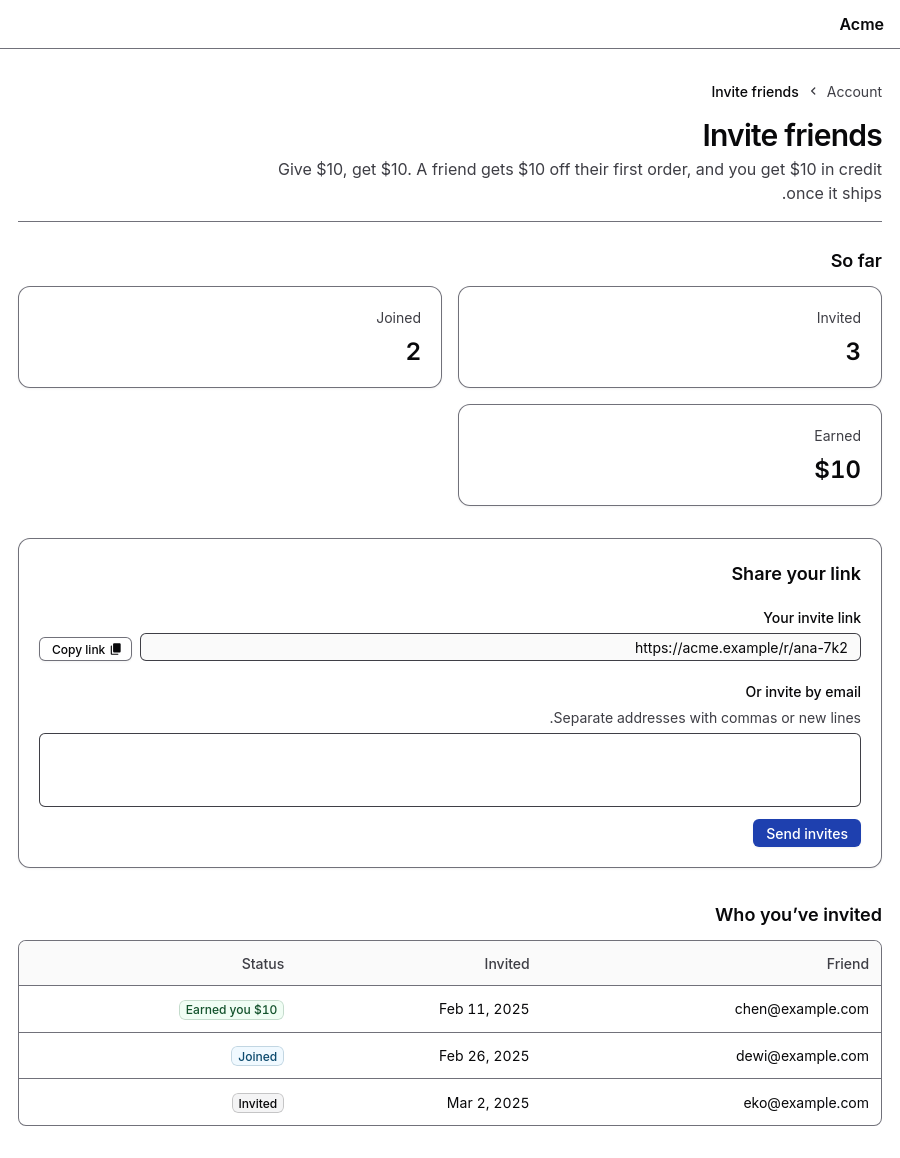 Acme
Account
Invite friends
Invite friends
Give $10, get $10. A friend gets $10 off their first order, and you get $10 in credit
once it ships.
So far
Invited
3
Joined
2
Earned
$10
Share your link
Your invite link
https://acme.example/r/ana-7k2
Copy link
Or invite by email
Separate addresses with commas or new lines.
Send invites
Who you’ve invited
Friend Invited Status
chen@example.com Feb 11, 2025 Earned you $10
dewi@example.com Feb 26, 2025 Joined
eko@example.com Mar 2, 2025 Invited